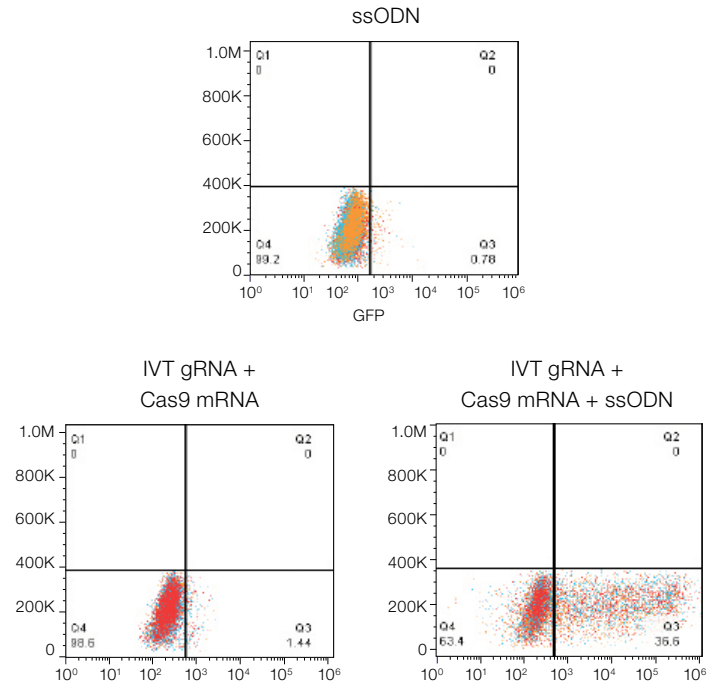 ssODN
1.0M
800K
600K
400K
200K
0
Q1
0
Q2
0
Q4
99.2
Q3
0.78
10⁰ 10¹ 10² 10³ 10⁴ 10⁵ 10⁶
GFP
IVT gRNA +
Cas9 mRNA
1.0M
800K
600K
400K
200K
0
Q1
0
Q2
0
Q4
98.6
Q3
1.44
10⁰ 10¹ 10² 10³ 10⁴ 10⁵ 10⁶
IVT gRNA +
Cas9 mRNA + ssODN
1.0M
800K
600K
400K
200K
0
Q1
0
Q2
0
Q4
63.4
Q3
36.6
10⁰ 10¹ 10² 10³ 10⁴ 10⁵ 10⁶